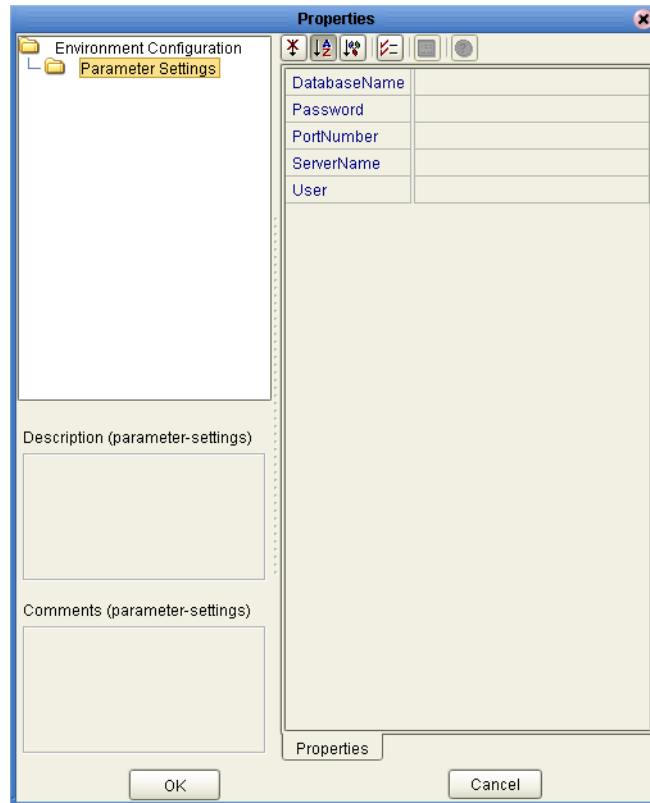 Properties
Environment Configuration
Parameter Settings
DatabaseName
Password
PortNumber
ServerName
User
Description (parameter-settings)
Comments (parameter-settings)
Properties
OK
Cancel